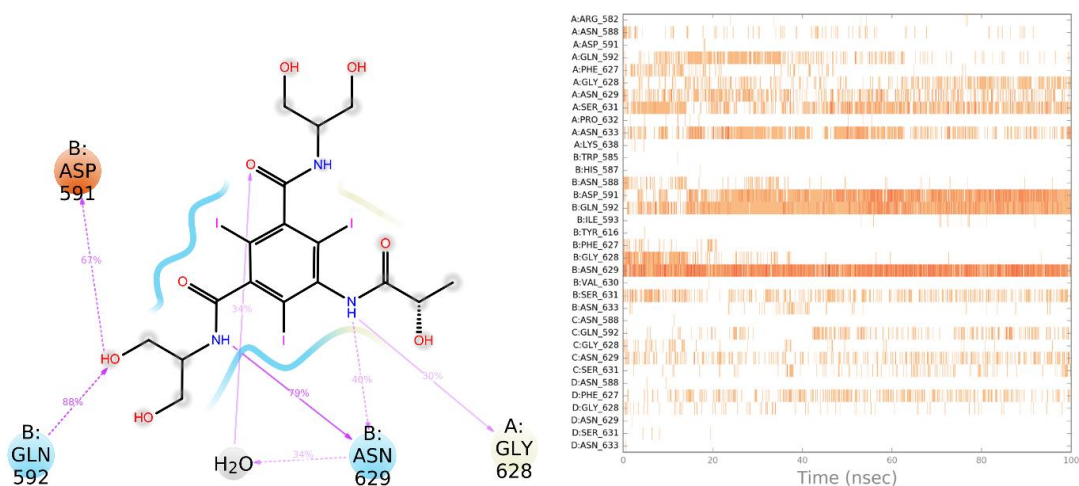 OH
OH
O
NH
I
I
O
O
34%
I
NH
N
H
OH
HO
HO
B:
ASP
591
67%
88%
79%
40%
30%
34%
B:
GLN
592
H₂O
B:
ASN
629
A:
GLY
628
A:ARG_582
A:ASN_588
A:ASP_591
A:GLN_592
A:PHE_627
A:GLY_628
A:ASN_629
A:SER_631
A:PRO_632
A:ASN_633
A:LYS_638
B:TRP_585
B:HIS_587
B:ASN_588
B:ASP_591
B:GLN_592
B:ILE_593
B:TYR_616
B:PHE_627
B:GLY_628
B:ASN_629
B:VAL_630
B:SER_631
B:ASN_633
C:ASN_588
C:GLN_592
C:GLY_628
C:ASN_629
C:SER_631
D:ASN_588
D:PHE_627
D:GLY_628
D:ASN_629
D:SER_631
D:ASN_633
0 20 40 60 80 100
Time (nsec)